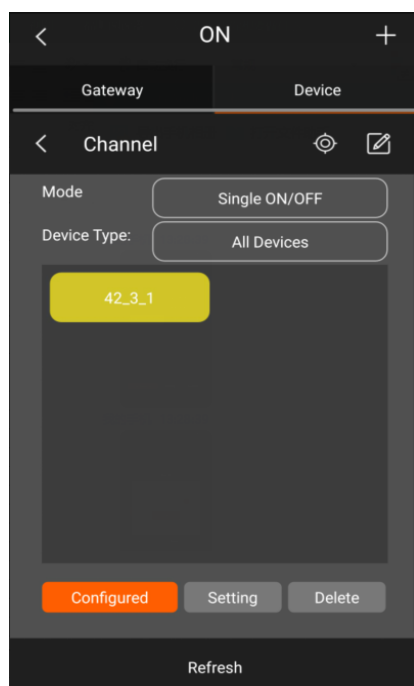 ON
Gateway Device
Channel
Mode Single ON/OFF
Device Type: All Devices
42_3_1
Configured Setting Delete
Refresh